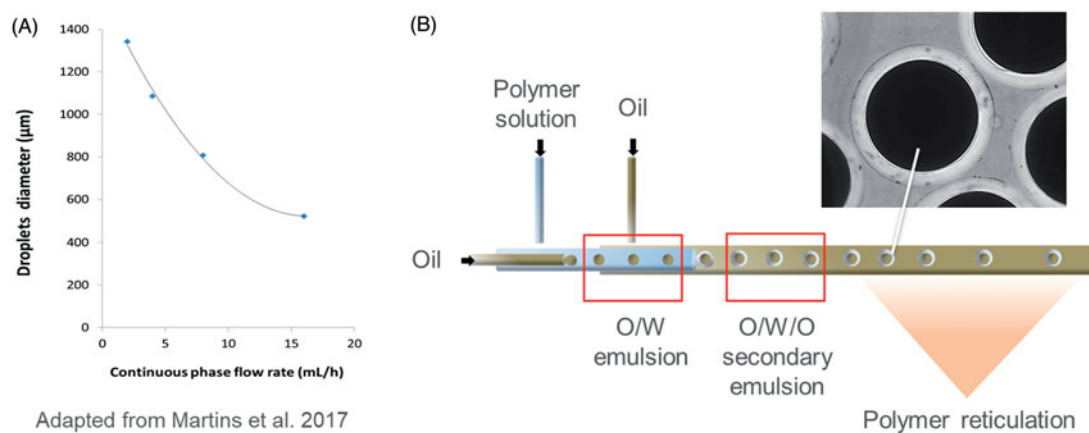 (A)
1400
1200
1000
800
600
400
200
0
Droplets diameter (µm)
0 5 10 15 20
Continuous phase flow rate (mL/h)
Adapted from Martins et al. 2017
(B)
Polymer
solution
Oil
Oil
O/W
emulsion
O/W/O
secondary
emulsion
Polymer reticulation